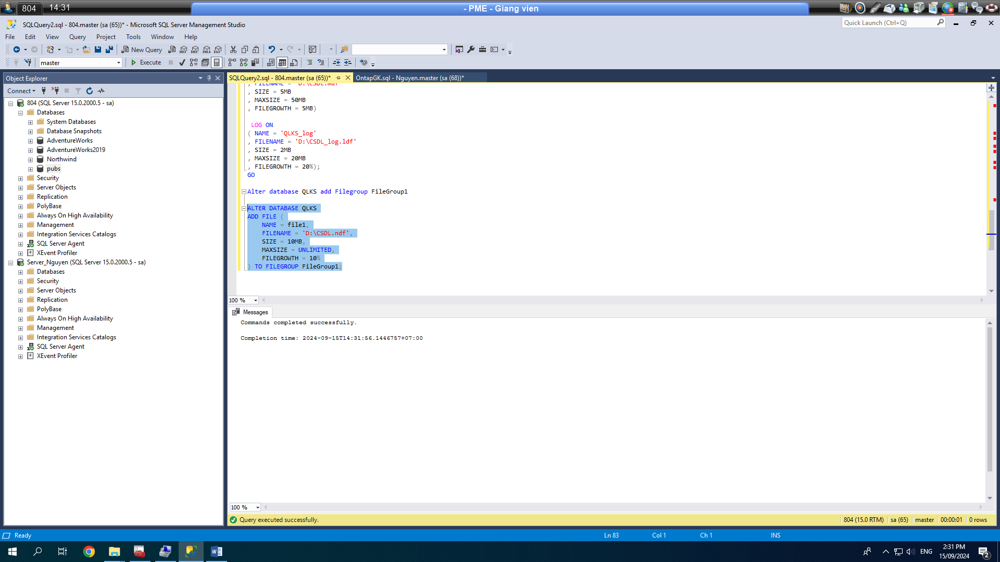 804
14:31
- PME - Giang vien
SQLQuery2.sql - 804.master (sa (65))* - Microsoft SQL Server Management Studio
Quick Launch (Ctrl+Q)
File Edit View Query Project Tools Window Help
New Query
MDX DMX XMLA DAX
master
Execute
Object Explorer
Connect
804 (SQL Server 15.0.2000.5 - sa)
Databases
System Databases
Database Snapshots
AdventureWorks
AdventureWorks2019
Northwind
pubs
Security
Server Objects
Replication
PolyBase
Always On High Availability
Management
Integration Services Catalogs
SQL Server Agent
XEvent Profiler
Server_Nguyen (SQL Server 15.0.2000.5 - sa)
Databases
Security
Server Objects
Replication
PolyBase
Always On High Availability
Management
Integration Services Catalogs
SQL Server Agent
XEvent Profiler
SQLQuery2.sql - 804.master (sa (65))*
OntapGK.sql - Nguyen.master (sa (68))*
, FILENAME = 'D:\CSDL.mdf'
, SIZE = 5MB
, MAXSIZE = 50MB
, FILEGROWTH = 5MB)
LOG ON
( NAME = 'QLKS_log'
, FILENAME = 'D:\CSDL_log.ldf'
, SIZE = 2MB
, MAXSIZE = 20MB
, FILEGROWTH = 20%);
GO
Alter database QLKS add Filegroup FileGroup1
ALTER DATABASE QLKS
ADD FILE (
NAME = file1,
FILENAME = 'D:\CSDL.ndf',
SIZE = 10MB,
MAXSIZE = UNLIMITED,
FILEGROWTH = 10%
) TO FILEGROUP FileGroup1;
100 %
Messages
Commands completed successfully.
Completion time: 2024-09-15T14:31:56.1446757+07:00
100 %
Query executed successfully.
804 (15.0 RTM) sa (65) master 00:00:01 0 rows
Ready
Ln 83 Col 1 Ch 1 INS
ENG
2:31 PM
15/09/2024
2